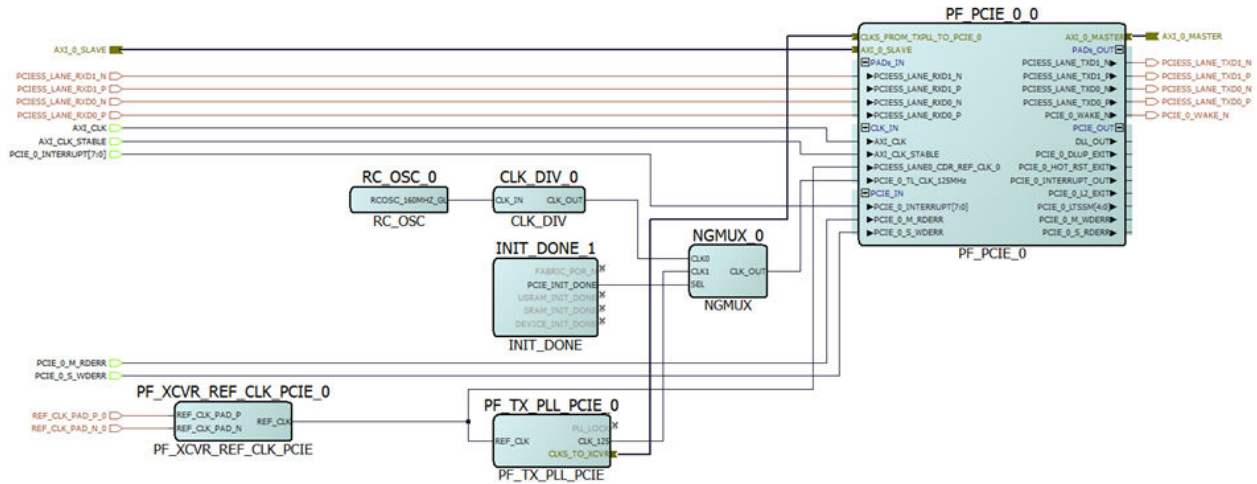 PF_PCIE_0_0
CLKS_FROM_TXPLL_TO_PCIE_0
AXI_0_MASTER
AXI_0_MASTER
AXI_0_SLAVE
AXI_0_SLAVE
PADs_OUT
PADs_IN
PCIESS_LANE_TXD1_N
PCIESS_LANE_TXD1_N
PCIESS_LANE_RXD1_N
PCIESS_LANE_RXD1_N
PCIESS_LANE_TXD1_P
PCIESS_LANE_TXD1_P
PCIESS_LANE_RXD1_P
PCIESS_LANE_RXD1_P
PCIESS_LANE_TXD0_N
PCIESS_LANE_TXD0_N
PCIESS_LANE_RXD0_N
PCIESS_LANE_RXD0_N
PCIESS_LANE_TXD0_P
PCIESS_LANE_TXD0_P
PCIESS_LANE_RXD0_P
PCIESS_LANE_RXD0_P
PCIE_0_WAKE_N
PCIE_0_WAKE_N
AXI_CLK
CLK_IN
PCIE_OUT
AXI_CLK_STABLE
AXI_CLK
DLL_OUT
PCIE_0_INTERRUPT[7:0]
AXI_CLK_STABLE
PCIE_0_DLUP_EXIT
PCIESS_LANE0_CDR_REF_CLK_0
PCIE_0_HOT_RST_EXIT
PCIE_0_TL_CLK_125MHz
PCIE_0_INTERRUPT_OUT
PCIE_IN
PCIE_0_L2_EXIT
PCIE_0_INTERRUPT[7:0]
PCIE_0_LTSSM[4:0]
PCIE_0_M_RDERR
PCIE_0_M_WDERR
PCIE_0_S_WDERR
PCIE_0_S_RDERR
PF_PCIE_0
RC_OSC_0
RCOSC_160MHZ_GL
RC_OSC
CLK_DIV_0
CLK_IN
CLK_OUT
CLK_DIV
NGMUX_0
CLK0
CLK1
CLK_OUT
SEL
NGMUX
INIT_DONE_1
FABRIC_POR_N
PCIE_INIT_DONE
USRAM_INIT_DONE
SRAM_INIT_DONE
DEVICE_INIT_DONE
INIT_DONE
PCIE_0_M_RDERR
PCIE_0_S_WDERR
PF_XCVR_REF_CLK_PCIE_0
REF_CLK_PAD_P_0
REF_CLK_PAD_P
REF_CLK
REF_CLK_PAD_N_0
REF_CLK_PAD_N
PF_XCVR_REF_CLK_PCIE
PF_TX_PLL_PCIE_0
PLL_LOCK
REF_CLK
CLK_125
CLKS_TO_XCVR
PF_TX_PLL_PCIE